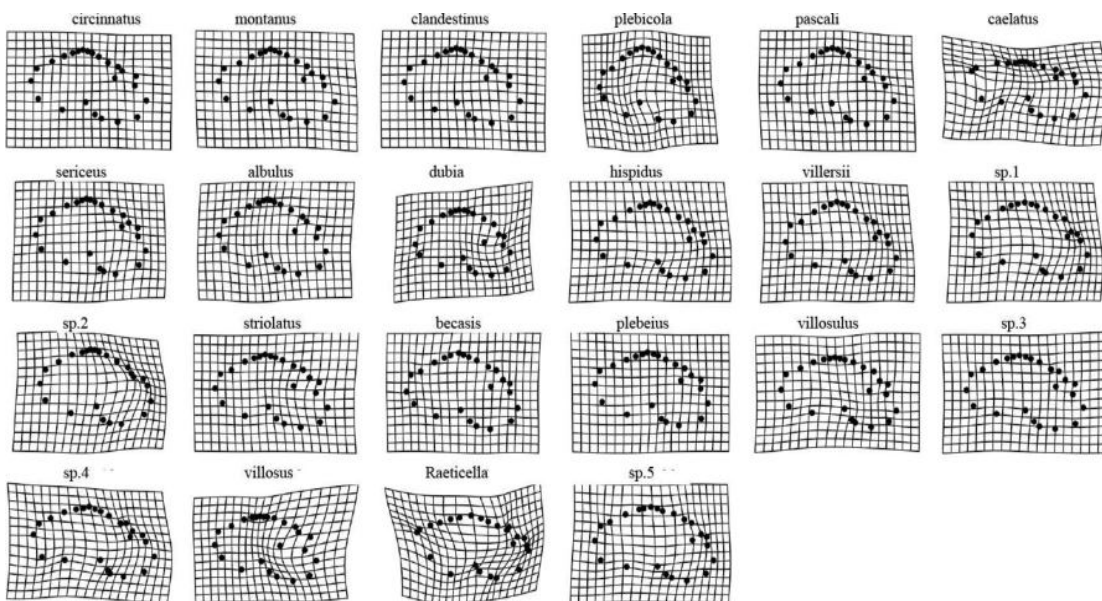 circinnatus montanus clandestinus plebicola pascali caelatus
sericeus albulus dubia hispidus villersii sp.1
sp.2 striolatus becasis plebeius villosulus sp.3
sp.4 villosus Raeticella sp.5